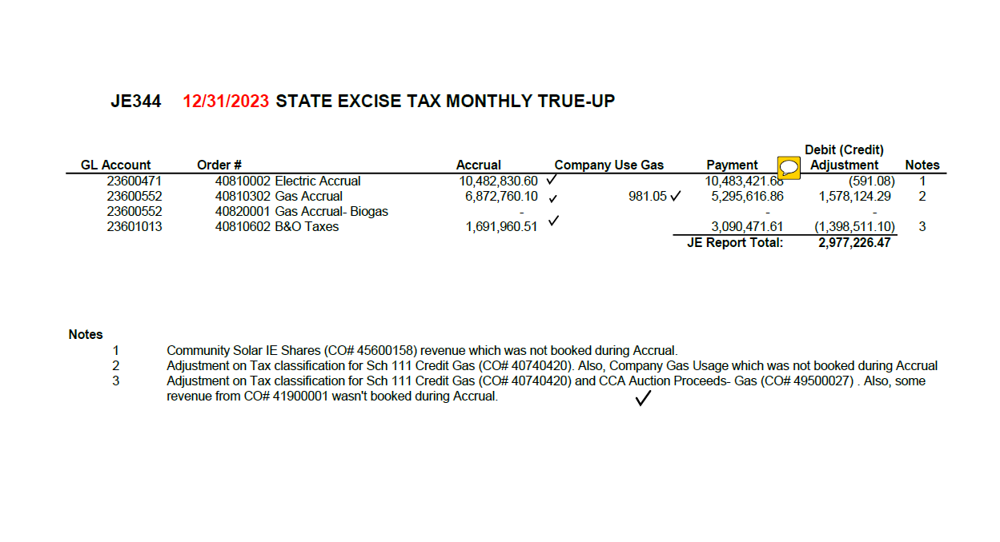 JE344 12/31/2023 STATE EXCISE TAX MONTHLY TRUE-UP
Debit (Credit)
GL Account Order # Accrual Company Use Gas Payment Adjustment Notes
23600471 40810002 Electric Accrual 10,482,830.60 ✓ 10,483,421.68 (591.08) 1
23600552 40810302 Gas Accrual 6,872,760.10 ✓ 981.05 ✓ 5,295,616.86 1,578,124.29 2
23600552 40820001 Gas Accrual- Biogas - - -
23601013 40810602 B&O Taxes 1,691,960.51 ✓ 3,090,471.61 (1,398,511.10) 3
JE Report Total: 2,977,226.47
Notes
1 Community Solar IE Shares (CO# 45600158) revenue which was not booked during Accrual.
2 Adjustment on Tax classification for Sch 111 Credit Gas (CO# 40740420). Also, Company Gas Usage which was not booked during Accrual
3 Adjustment on Tax classification for Sch 111 Credit Gas (CO# 40740420) and CCA Auction Proceeds- Gas (CO# 49500027) . Also, some
revenue from CO# 41900001 wasn't booked during Accrual. ✓